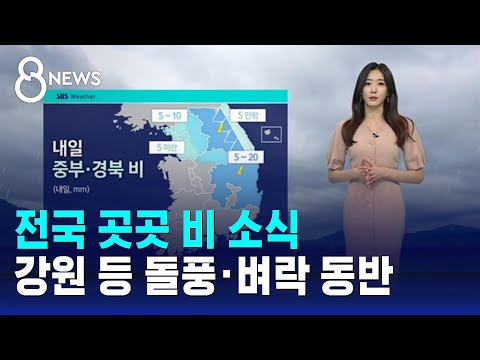 8 NEWS
SBS Weather
내일
중부·경북 비
(내일, mm)
5~10
5 안팎
5 미만
5~20
전국 곳곳 비 소식
강원 등 돌풍·벼락 동반